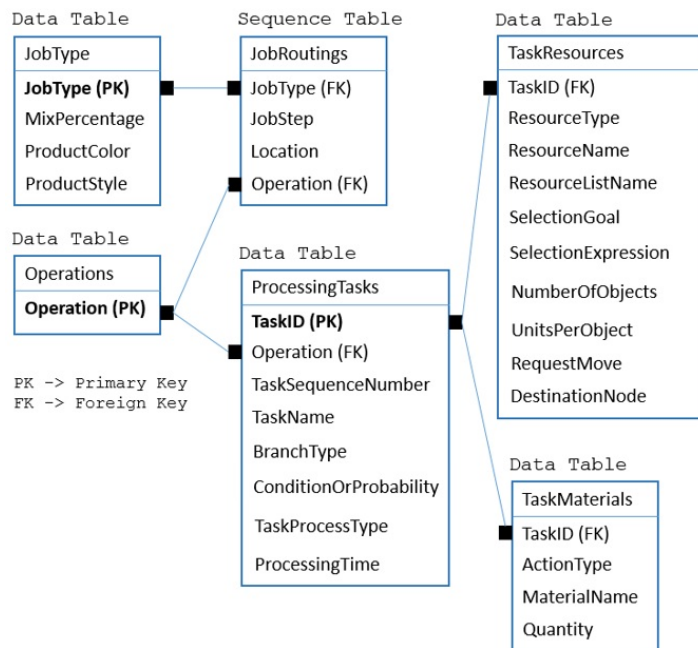 Data Table
JobType
JobType (PK)
MixPercentage
ProductColor
ProductStyle
Sequence Table
JobRoutings
JobType (FK)
JobStep
Location
Operation (FK)
Data Table
TaskResources
TaskID (FK)
ResourceType
ResourceName
ResourceListName
SelectionGoal
SelectionExpression
NumberOfObjects
UnitsPerObject
RequestMove
DestinationNode
Data Table
Operations
Operation (PK)
PK -> Primary Key
FK -> Foreign Key
Data Table
ProcessingTasks
TaskID (PK)
Operation (FK)
TaskSequenceNumber
TaskName
BranchType
ConditionOrProbability
TaskProcessType
ProcessingTime
Data Table
TaskMaterials
TaskID (FK)
ActionType
MaterialName
Quantity